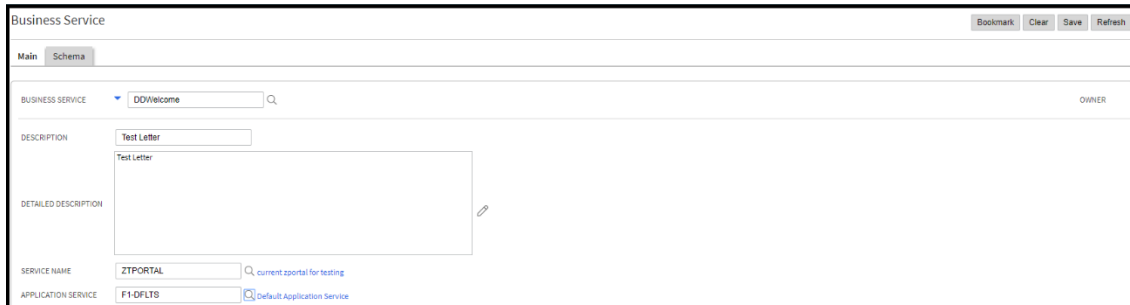 Business Service
Bookmark Clear Save Refresh
Main Schema
BUSINESS SERVICE DDWelcome OWNER
DESCRIPTION Test Letter
Test Letter
DETAILED DESCRIPTION
SERVICE NAME ZTPORTAL current zportal for testing
APPLICATION SERVICE F1-DFLTS Default Application Service